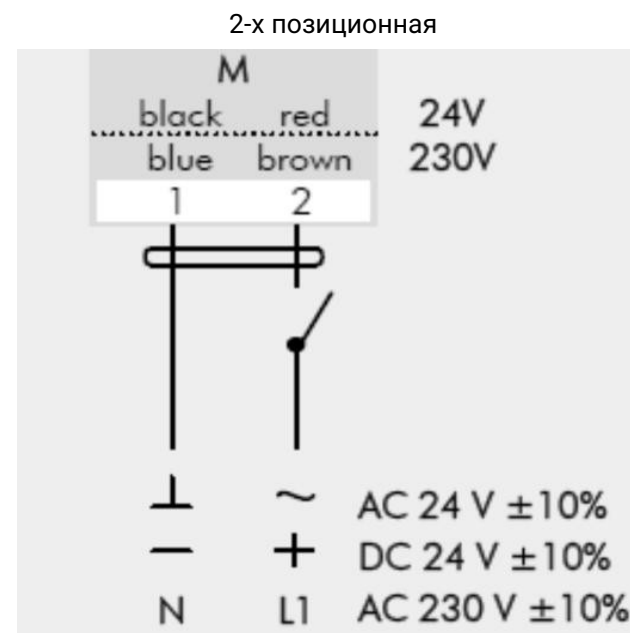 2-х позиционная
M
black red 24V
blue brown 230V
1 2
⊥ ~ AC 24 V ±10%
− + DC 24 V ±10%
N L1 AC 230 V ±10%